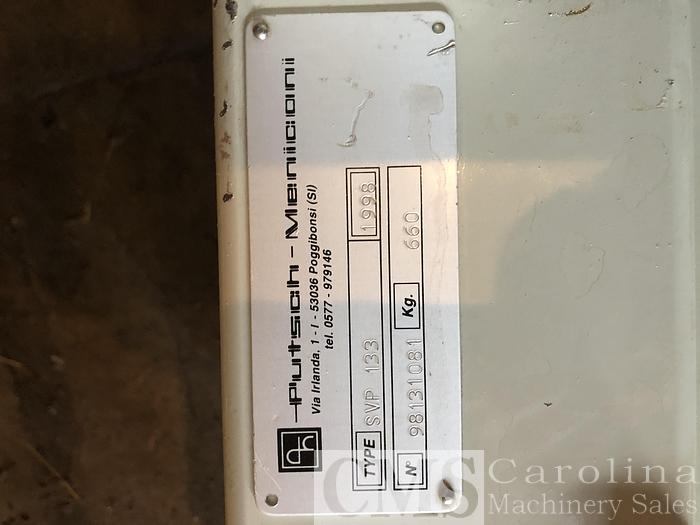 Putsch - Meniconi
Via Irlanda, 1 - I - 53036 Poggibonsi (SI)
tel. 0577 - 979146
TYPE SVP 133 1998
N° 98131081 Kg. 660
CMS Carolina
Machinery Sales